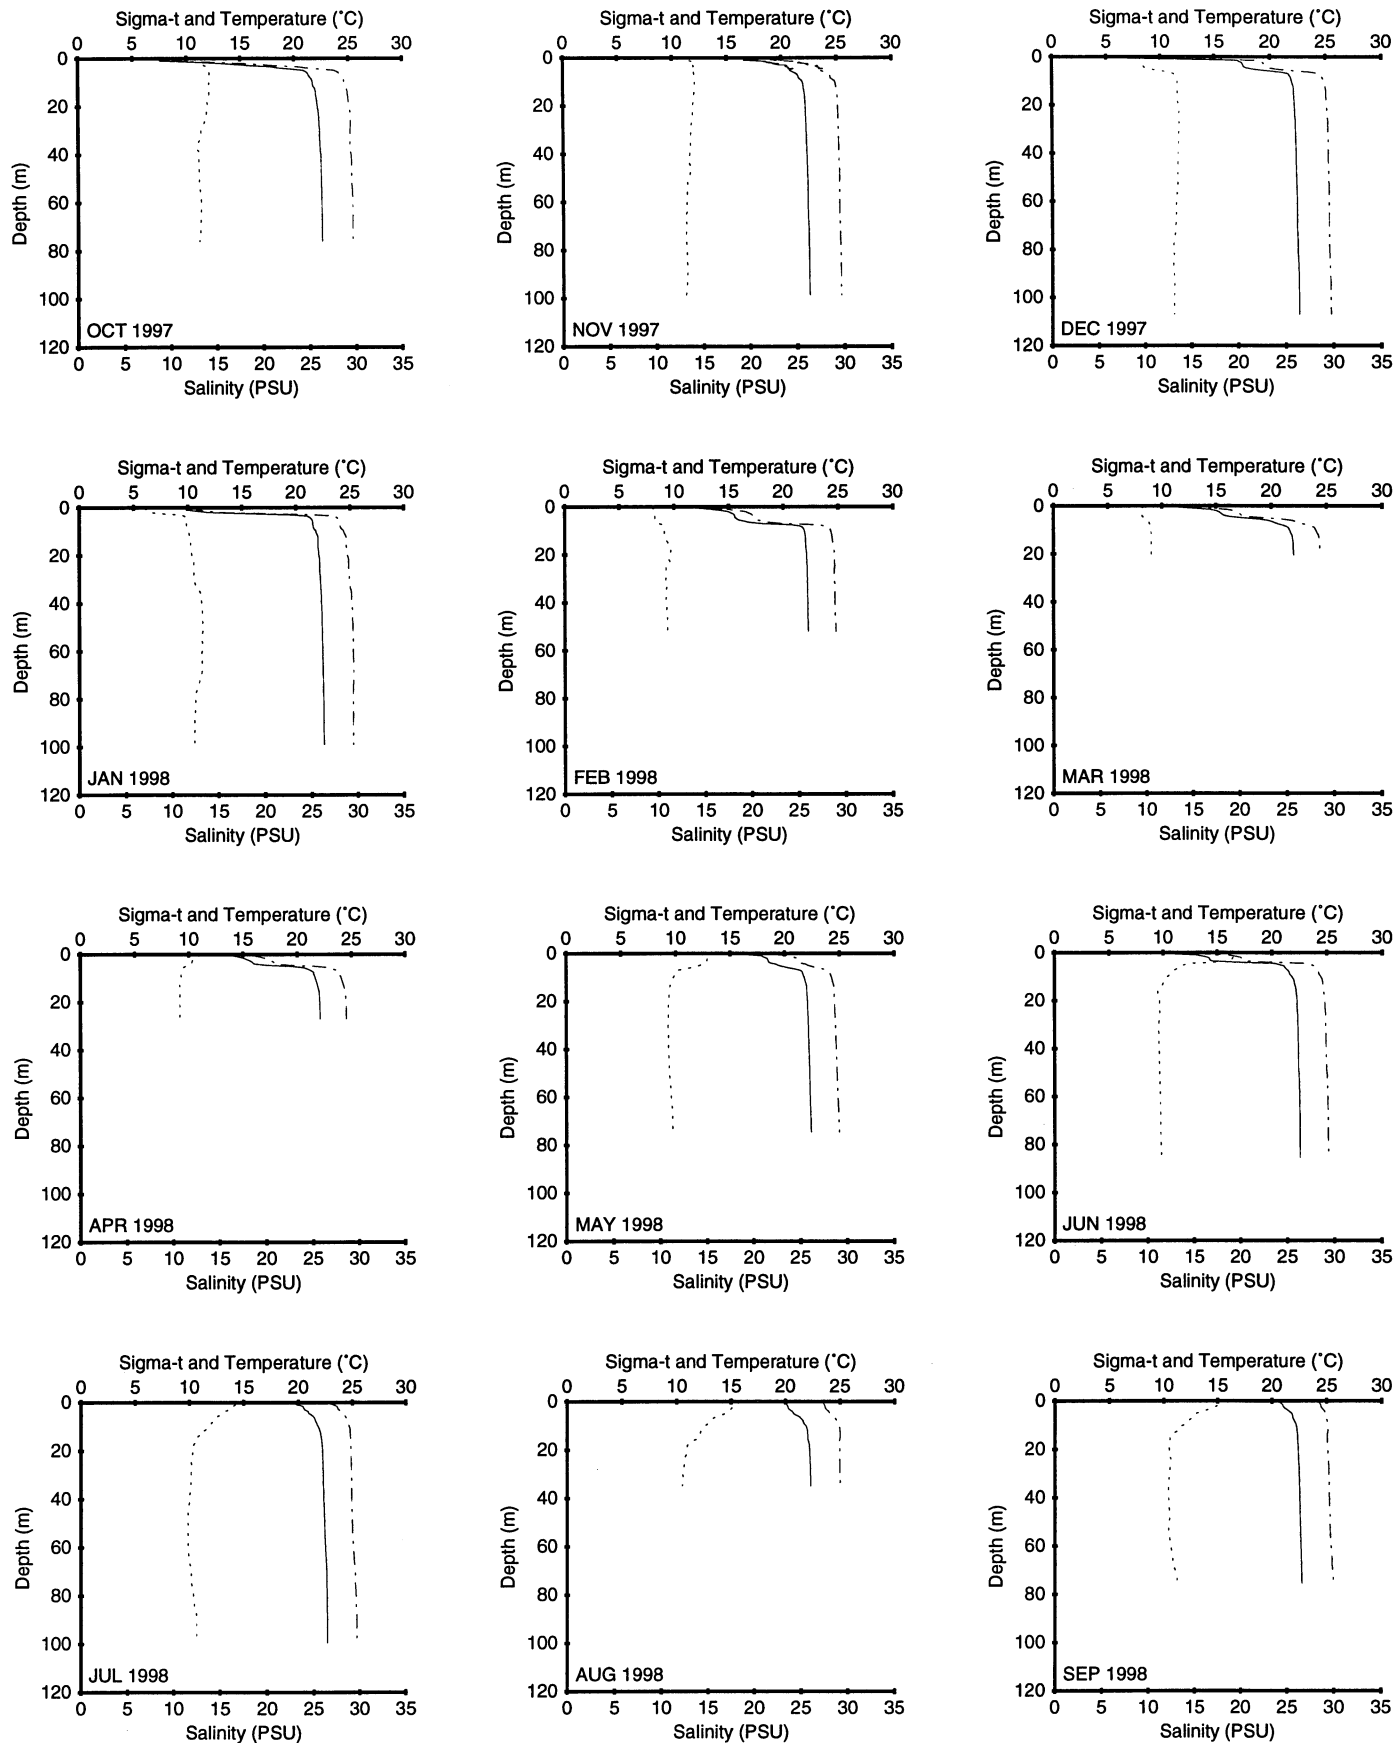 Sigma-t and Temperature (°C) Sigma-t and Temperature (°C) Sigma-t and Temperature (°C)
0 5 10 15 20 25 30 0 5 10 15 20 25 30 0 5 10 15 20 25 30
0 0 0
20 20 20
40 40 40
Depth (m) Depth (m) Depth (m)
60 60 60
80 80 80
100 100 100
OCT 1997 NOV 1997 DEC 1997
120 120 120
0 5 10 15 20 25 30 35 0 5 10 15 20 25 30 35 0 5 10 15 20 25 30 35
Salinity (PSU) Salinity (PSU) Salinity (PSU)
Sigma-t and Temperature (°C) Sigma-t and Temperature (°C) Sigma-t and Temperature (°C)
0 5 10 15 20 25 30 0 5 10 15 20 25 30 0 5 10 15 20 25 30
0 0 0
20 20 20
40 40 40
Depth (m) Depth (m) Depth (m)
60 60 60
80 80 80
100 100 100
JAN 1998 FEB 1998 MAR 1998
120 120 120
0 5 10 15 20 25 30 35 0 5 10 15 20 25 30 35 0 5 10 15 20 25 30 35
Salinity (PSU) Salinity (PSU) Salinity (PSU)
Sigma-t and Temperature (°C) Sigma-t and Temperature (°C) Sigma-t and Temperature (°C)
0 5 10 15 20 25 30 0 5 10 15 20 25 30 0 5 10 15 20 25 30
0 0 0
20 20 20
40 40 40
Depth (m) Depth (m) Depth (m)
60 60 60
80 80 80
100 100 100
APR 1998 MAY 1998 JUN 1998
120 120 120
0 5 10 15 20 25 30 35 0 5 10 15 20 25 30 35 0 5 10 15 20 25 30 35
Salinity (PSU) Salinity (PSU) Salinity (PSU)
Sigma-t and Temperature (°C) Sigma-t and Temperature (°C) Sigma-t and Temperature (°C)
0 5 10 15 20 25 30 0 5 10 15 20 25 30 0 5 10 15 20 25 30
0 0 0
20 20 20
40 40 40
Depth (m) Depth (m) Depth (m)
60 60 60
80 80 80
100 100 100
JUL 1998 AUG 1998 SEP 1998
120 120 120
0 5 10 15 20 25 30 35 0 5 10 15 20 25 30 35 0 5 10 15 20 25 30 35
Salinity (PSU) Salinity (PSU) Salinity (PSU)